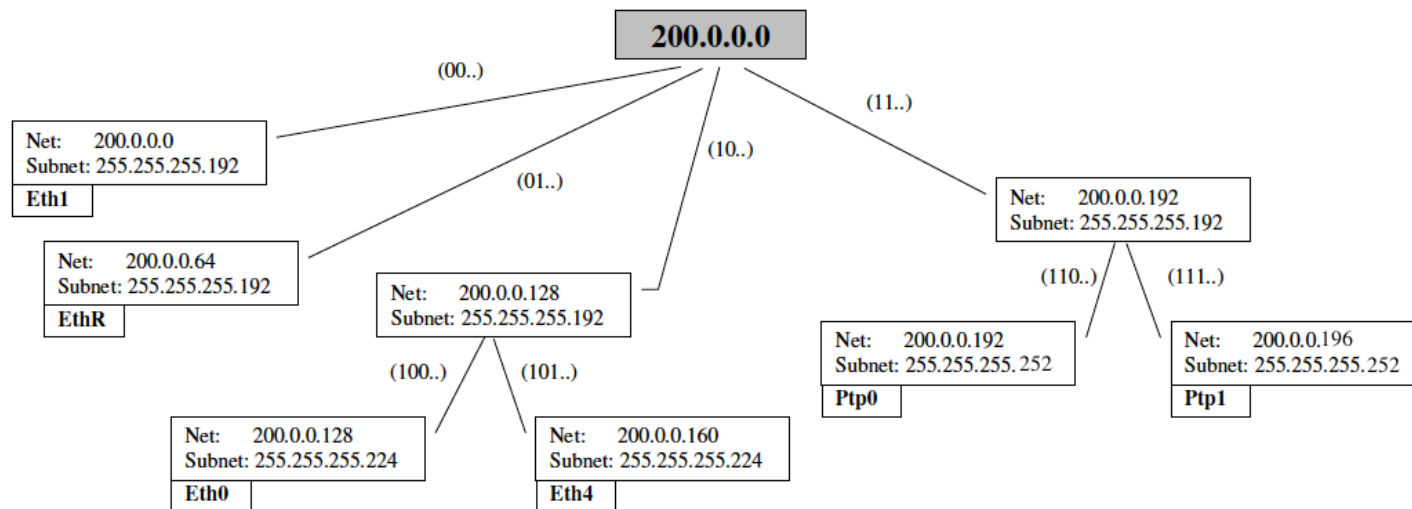 200.0.0.0
(00..)
(11..)
Net: 200.0.0.0
Subnet: 255.255.255.192
Eth1
(10..)
(01..)
Net: 200.0.0.192
Subnet: 255.255.255.192
Net: 200.0.0.64
Subnet: 255.255.255.192
EthR
(110..)
(111..)
Net: 200.0.0.128
Subnet: 255.255.255.192
Net: 200.0.0.192
Subnet: 255.255.255.252
Ptp0
Net: 200.0.0.196
Subnet: 255.255.255.252
Ptp1
(100..)
(101..)
Net: 200.0.0.128
Subnet: 255.255.255.224
Eth0
Net: 200.0.0.160
Subnet: 255.255.255.224
Eth4